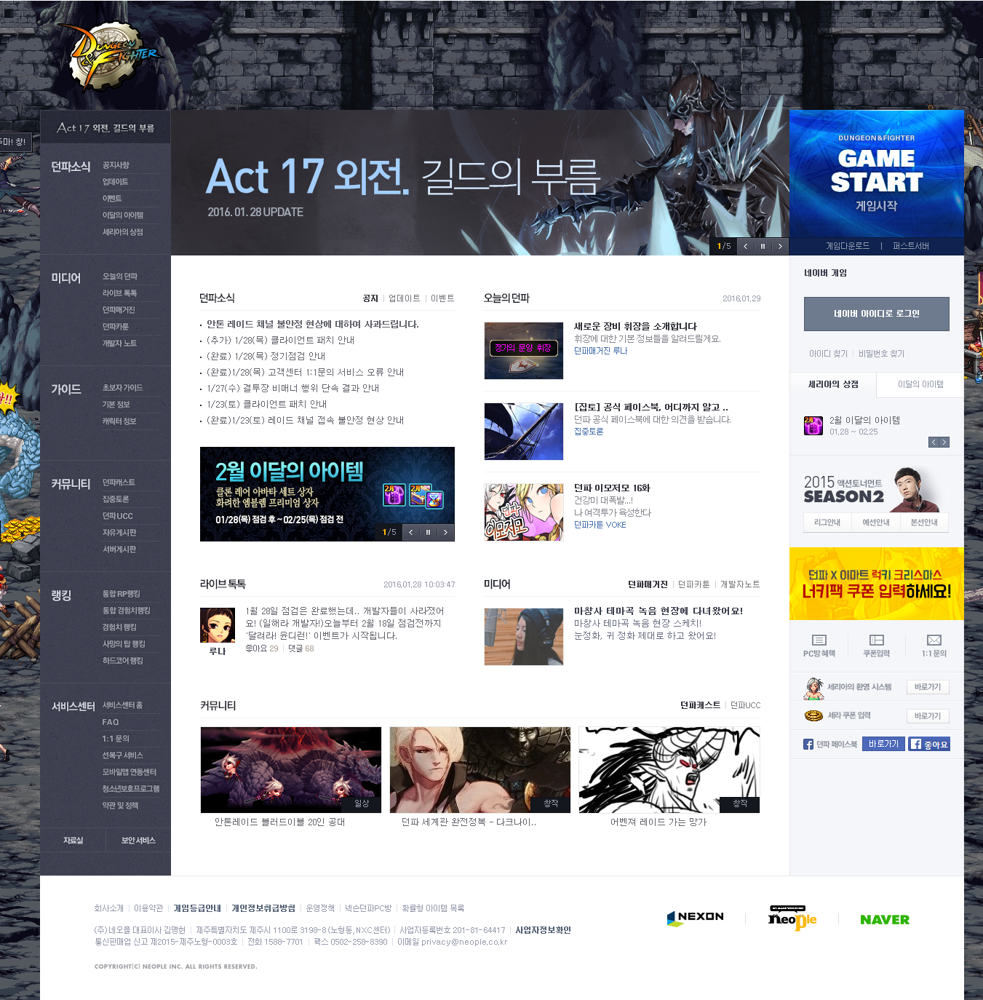 DUNGEON & FIGHTER
Act 17 외전. 길드의 부름
주마! 창!
던파소식
공지사항
업데이트
이벤트
이달의 아이템
세리아의 상점
미디어
오늘의 던파
라이브 톡톡
던파매거진
던파카툰
개발자 노트
가이드
초보자 가이드
기본 정보
캐릭터 정보
커뮤니티
던파캐스트
집중토론
던파 UCC
자유게시판
서버게시판
랭킹
통합 RP랭킹
통합 경험치랭킹
경험치 랭킹
사망의 탑 랭킹
하드코어 랭킹
서비스센터
서비스센터 홈
FAQ
1:1 문의
선복구 서비스
모바일앱 연동센터
청소년보호프로그램
약관 및 정책
자료실
보안 서비스
Act 17 외전. 길드의 부름
2016. 01. 28 UPDATE
1/5
DUNGEON&FIGHTER
GAME
START
게임시작
게임다운로드 | 퍼스트서버
던파소식
공지 | 업데이트 | 이벤트
안톤 레이드 채널 불안정 현상에 대하여 사과드립니다.
(추가) 1/28(목) 클라이언트 패치 안내
(완료) 1/28(목) 정기점검 안내
(완료)1/28(목) 고객센터 1:1문의 서비스 오류 안내
1/27(수) 결투장 비매너 행위 단속 결과 안내
1/23(토) 클라이언트 패치 안내
(완료)1/23(토) 레이드 채널 접속 불안정 현상 안내
2월 이달의 아이템
클론 레어 아바타 세트 상자
화려한 엠블렘 프리미엄 상자
01/28(목) 점검 후 ~ 02/25(목) 점검 전
2월
2월
1/5
오늘의 던파
2016.01.29
정기의 문양 휘장
새로운 장비 휘장을 소개합니다
휘장에 대한 기본 정보들을 알려드릴게요.
던파매거진 루나
[집토] 공식 페이스북, 어디까지 알고 ..
던파 공식 페이스북에 대한 의견을 받습니다.
집중토론
던파
이모저모
던파 이모저모 16화
건강미 대폭발...!
나 여격투가 육성한다
던파카툰 VOKE
라이브 톡톡
2016.01.28 10:03:47
루나
1월 28일 점검은 완료했는데.. 개발자들이 사라졌어
요! (일해라 개발자!)오늘부터 2월 18일 점검전까지
'달려라! 윤디런!' 이벤트가 시작됩니다.
좋아요 29 | 댓글 68
미디어
던파매거진 | 던파카툰 | 개발자노트
마창사 테마곡 녹음 현장에 다녀왔어요!
마창사 테마곡 녹음 현장 스케치!
눈정화, 귀 정화 제대로 하고 왔어요!
커뮤니티
던파캐스트 | 던파UCC
일상
안톤레이드 블러드이블 20인 공대
창작
던파 세계관 완전정복 - 다크나이..
창작
어벤져 레이드 가는 망가
네이버 게임
네이버 아이디로 로그인
아이디 찾기 | 비밀번호 찾기
세리아의 상점
이달의 아이템
2월
2월 이달의 아이템
01.28 ~ 02.25
2015 액션토너먼트
SEASON2
리그안내
예선안내
본선안내
던파 X 이마트 럭키 크리스마스
너키팩 쿠폰 입력하세요!
PC방 혜택
쿠폰입력
1:1 문의
세리아의 환영 시스템
바로가기
세라 쿠폰 입력
바로가기
던파 페이스북
바로가기
좋아요
회사소개 | 이용약관 | 게임등급안내 | 개인정보취급방침 | 운영정책 | 넥슨던파PC방 | 확률형 아이템 목록
(주)네오플 대표이사 김명현 | 제주특별자치도 제주시 1100로 3198-8 (노형동,NXC센터) | 사업자등록번호 201-81-64417 | 사업자정보확인
통신판매업 신고 제2015-제주노형-0003호 | 전화 1588-7701 | 팩스 0502-258-8390 | 이메일 privacy@neople.co.kr
COPYRIGHT(C) NEOPLE INC. ALL RIGHTS RESERVED.
NEXON
neople
NAVER